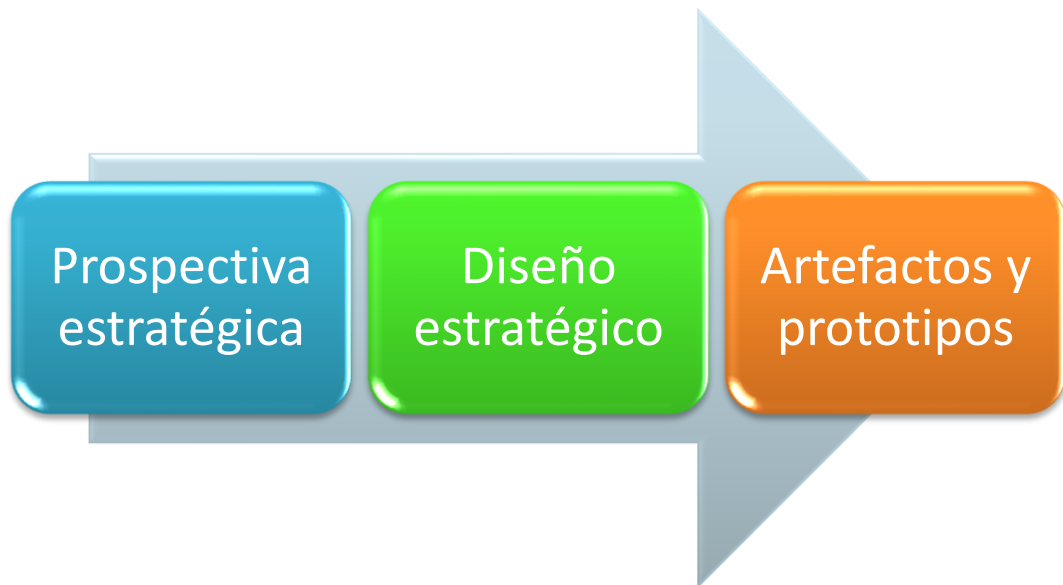 Prospectiva
estratégica
Diseño
estratégico
Artefactos y
prototipos